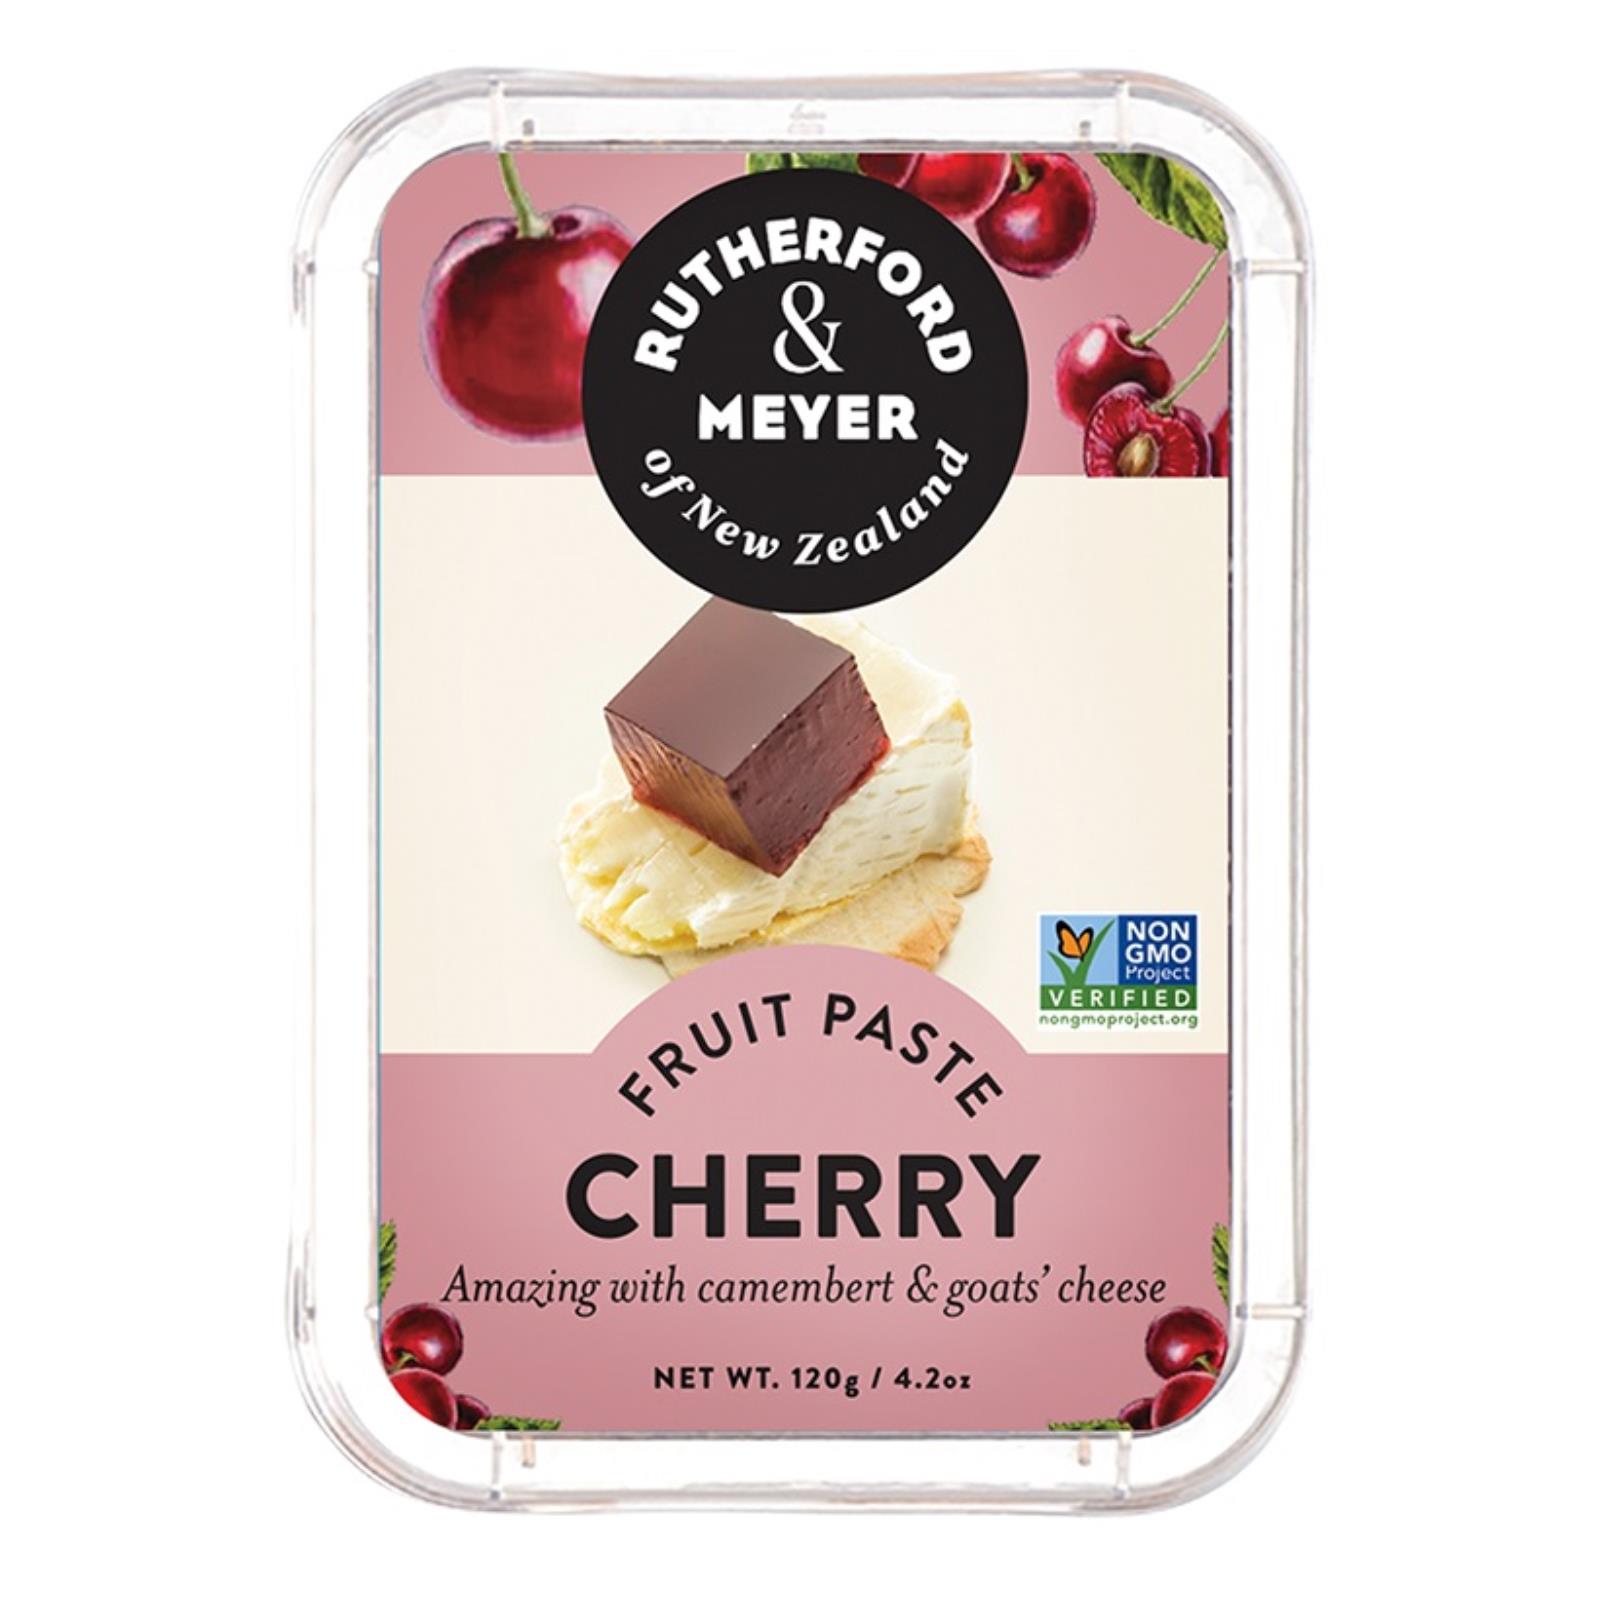 RUTHERFORD
&
MEYER
of New Zealand
NON
GMO
Project
VERIFIED
nongmoproject.org
FRUIT PASTE
CHERRY
Amazing with camembert & goats' cheese
NET WT. 120g / 4.2oz